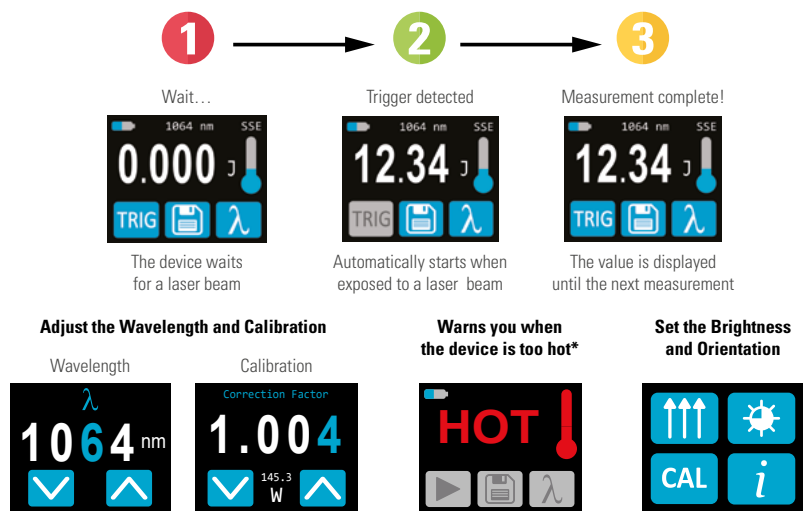 1
2
3
Wait...
Trigger detected
Measurement complete!
1064 nm SSE
0.000 J
TRIG λ
1064 nm SSE
12.34 J
TRIG λ
1064 nm SSE
12.34 J
TRIG λ
The device waits
for a laser beam
Automatically starts when
exposed to a laser beam
The value is displayed
until the next measurement
Adjust the Wavelength and Calibration
Wavelength
λ
1064 nm
Calibration
Correction Factor
1.004
145.3
W
Warns you when
the device is too hot*
HOT
λ
Set the Brightness
and Orientation
CAL i